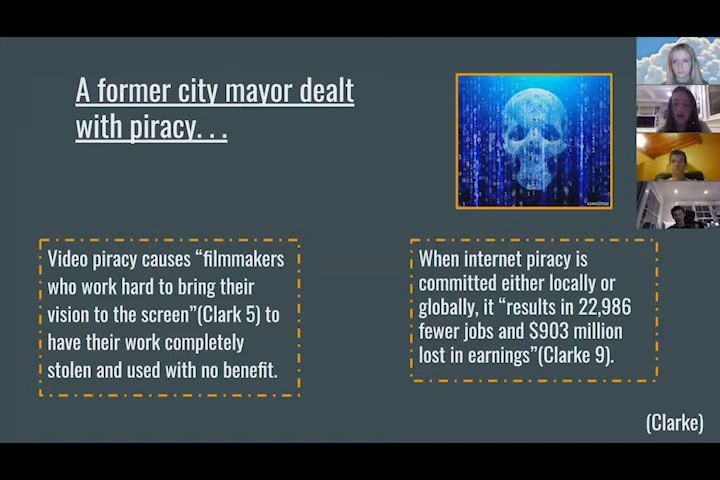 A former city mayor dealt
with piracy. . .
Video piracy causes “filmmakers
who work hard to bring their
vision to the screen”(Clark 5) to
have their work completely
stolen and used with no benefit.
When internet piracy is
committed either locally or
globally, it “results in 22,986
fewer jobs and $903 million
lost in earnings”(Clarke 9).
(Clarke)